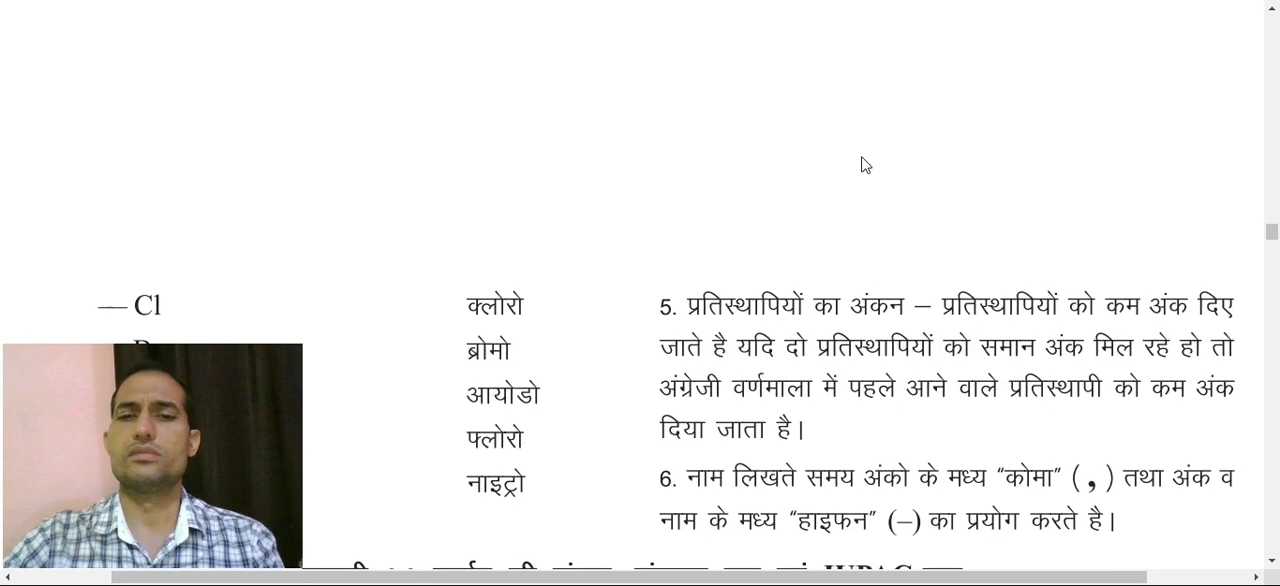 — Cl
क्लोरो
ब्रोमो
आयोडो
फ्लोरो
नाइट्रो
5. प्रतिस्थापियों का अंकन – प्रतिस्थापियों को कम अंक दिए
जाते है यदि दो प्रतिस्थापियों को समान अंक मिल रहे हो तो
अंग्रेजी वर्णमाला में पहले आने वाले प्रतिस्थापी को कम अंक
दिया जाता है।
6. नाम लिखते समय अंको के मध्य “कोमा” ( , ) तथा अंक व
नाम के मध्य “हाइफन” (–) का प्रयोग करते है।